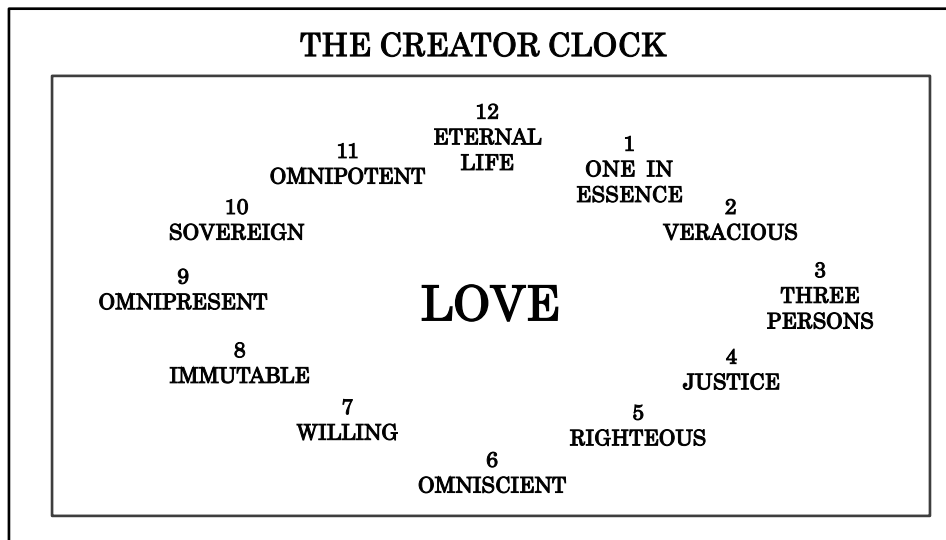 THE CREATOR CLOCK
12
ETERNAL
LIFE
1
ONE IN
ESSENCE
2
VERACIOUS
3
THREE
PERSONS
4
JUSTICE
5
RIGHTEOUS
6
OMNISCIENT
7
WILLING
8
IMMUTABLE
9
OMNIPRESENT
10
SOVEREIGN
11
OMNIPOTENT
LOVE